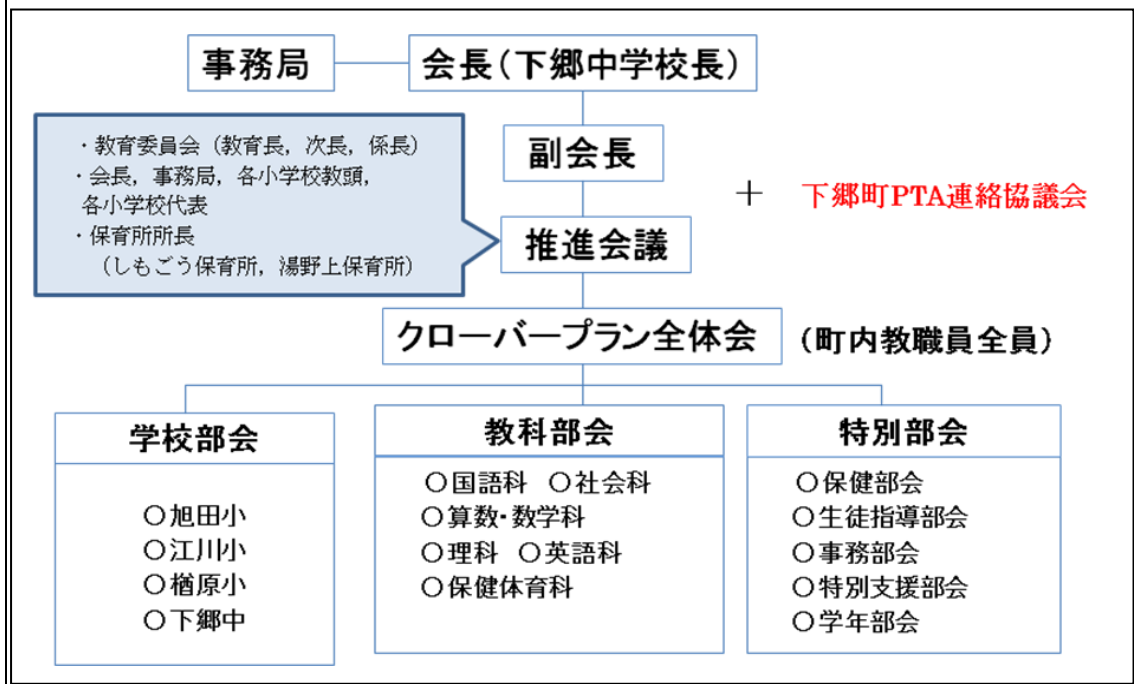 事務局
会長(下郷中学校長)
・教育委員会(教育長,次長,係長)
・会長,事務局,各小学校教頭,
各小学校代表
・保育所所長
(しもごう保育所,湯野上保育所)
副会長
+ 下郷町PTA連絡協議会
推進会議
クローバープラン全体会 (町内教職員全員)
学校部会
○旭田小
○江川小
○楢原小
○下郷中
教科部会
○国語科 ○社会科
○算数・数学科
○理科 ○英語科
○保健体育科
特別部会
○保健部会
○生徒指導部会
○事務部会
○特別支援部会
○学年部会